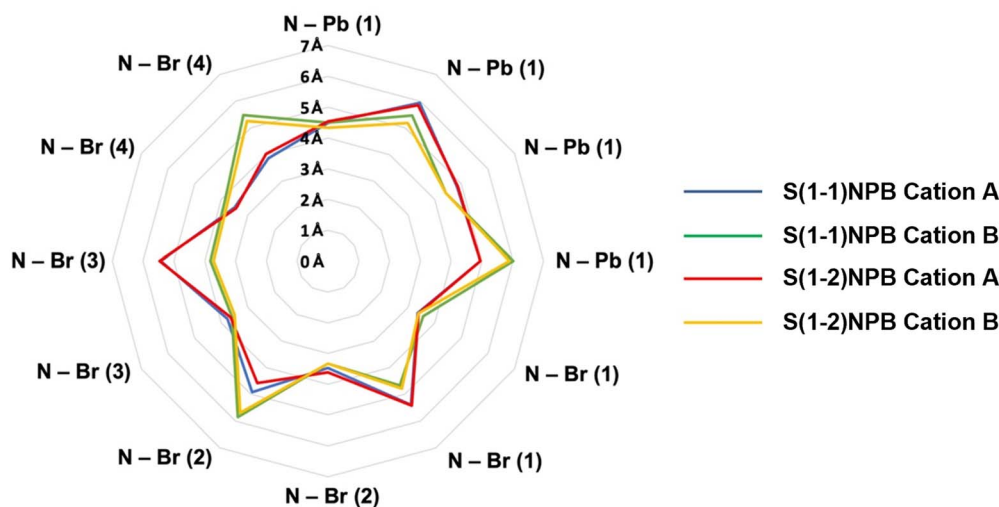 N – Pb (1)
7Å
N – Br (4)
N – Pb (1)
6Å
5Å
N – Br (4)
4Å
N – Pb (1)
3Å
2Å
1Å
N – Br (3)
0Å
N – Pb (1)
N – Br (3)
N – Br (1)
N – Br (2)
N – Br (1)
N – Br (2)
S(1-1)NPB Cation A
S(1-1)NPB Cation B
S(1-2)NPB Cation A
S(1-2)NPB Cation B